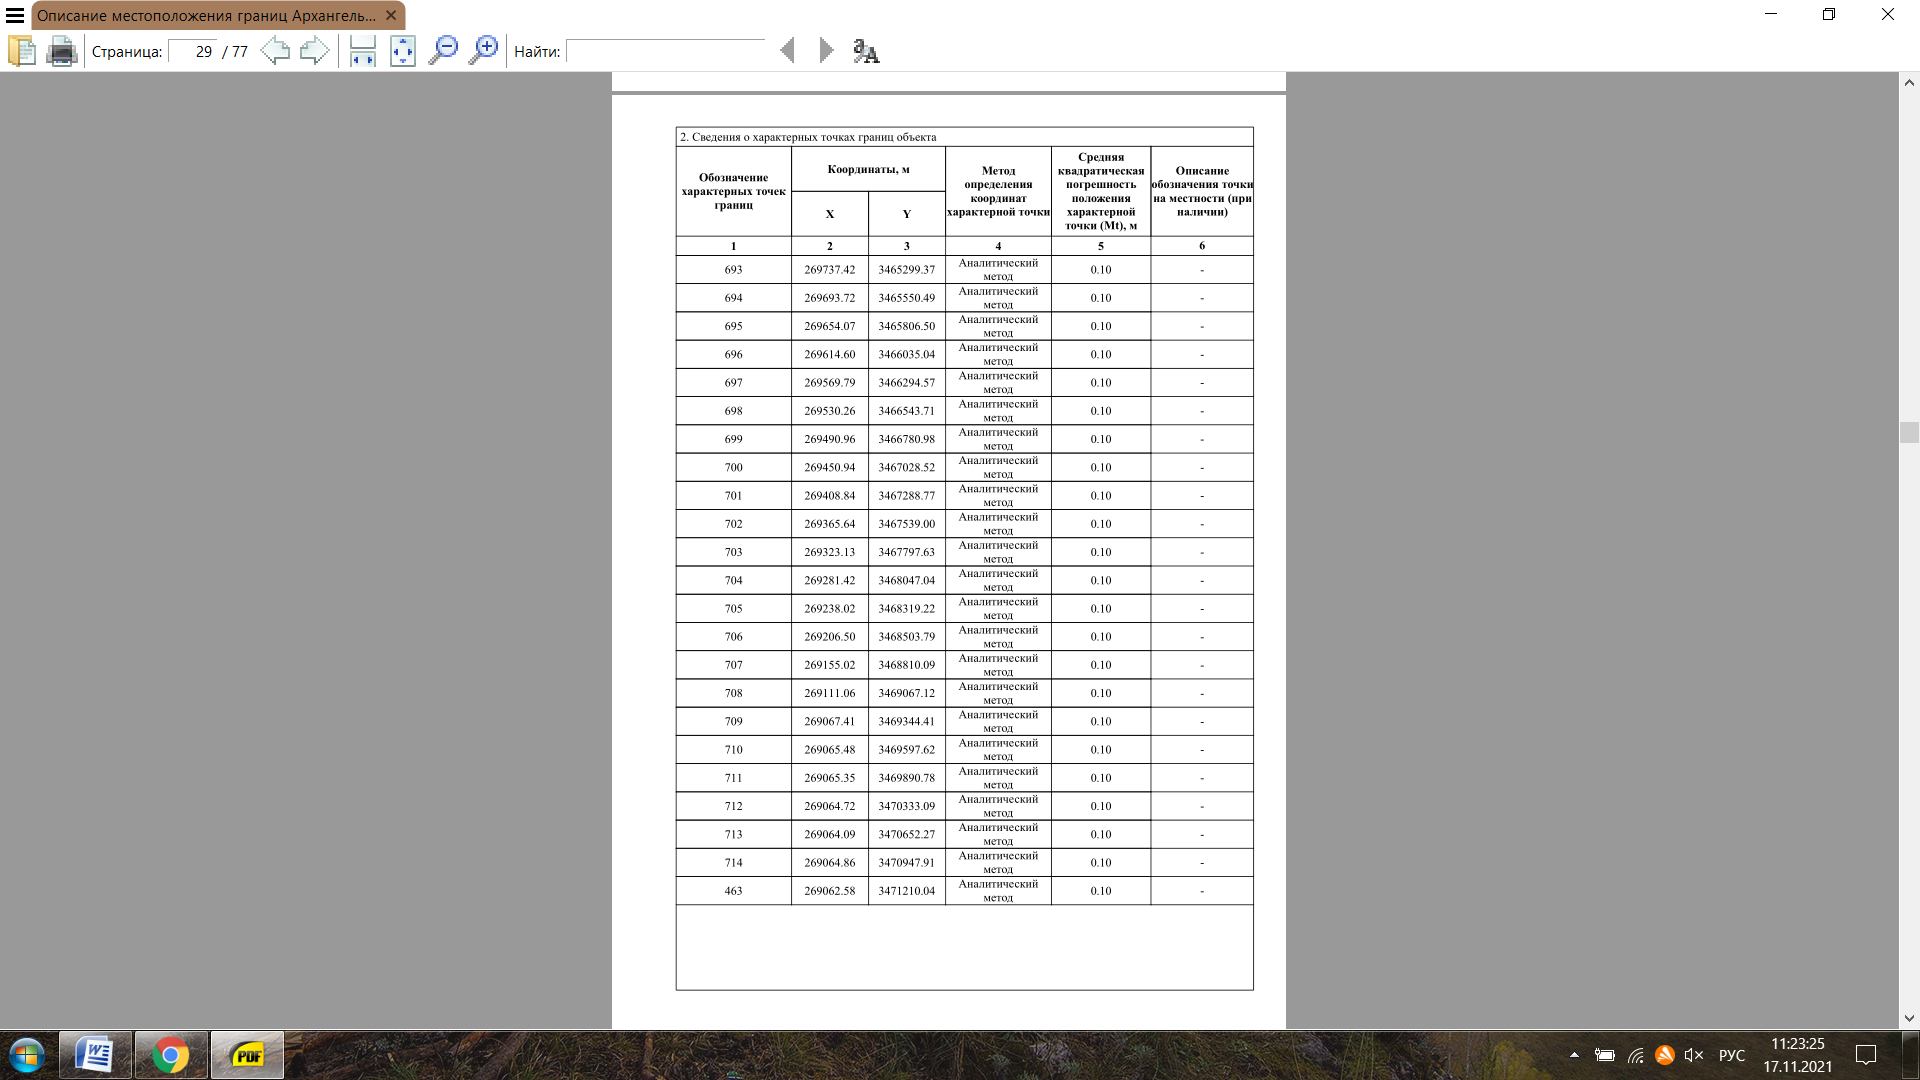 Описание местоположения границ Архангель...
Страница: 29 / 77 Найти:
2. Сведения о характерных точках границ объекта
Обозначение характерных точек границ
Координаты, м
X Y
Метод определения координат характерной точки
Средняя квадратическая погрешность положения характерной точки (Mt), м
Описание обозначения точки на местности (при наличии)
1 2 3 4 5 6
693 269737.42 3465299.37 Аналитический метод 0.10 -
694 269693.72 3465550.49 Аналитический метод 0.10 -
695 269654.07 3465806.50 Аналитический метод 0.10 -
696 269614.60 3466035.04 Аналитический метод 0.10 -
697 269569.79 3466294.57 Аналитический метод 0.10 -
698 269530.26 3466543.71 Аналитический метод 0.10 -
699 269490.96 3466780.98 Аналитический метод 0.10 -
700 269450.94 3467028.52 Аналитический метод 0.10 -
701 269408.84 3467288.77 Аналитический метод 0.10 -
702 269365.64 3467539.00 Аналитический метод 0.10 -
703 269323.13 3467797.63 Аналитический метод 0.10 -
704 269281.42 3468047.04 Аналитический метод 0.10 -
705 269238.02 3468319.22 Аналитический метод 0.10 -
706 269206.50 3468503.79 Аналитический метод 0.10 -
707 269155.02 3468810.09 Аналитический метод 0.10 -
708 269111.06 3469067.12 Аналитический метод 0.10 -
709 269067.41 3469344.41 Аналитический метод 0.10 -
710 269065.48 3469597.62 Аналитический метод 0.10 -
711 269065.35 3469890.78 Аналитический метод 0.10 -
712 269064.72 3470333.09 Аналитический метод 0.10 -
713 269064.09 3470652.27 Аналитический метод 0.10 -
714 269064.86 3470947.91 Аналитический метод 0.10 -
463 269062.58 3471210.04 Аналитический метод 0.10 -
PDF
РУС
11:23:25
17.11.2021